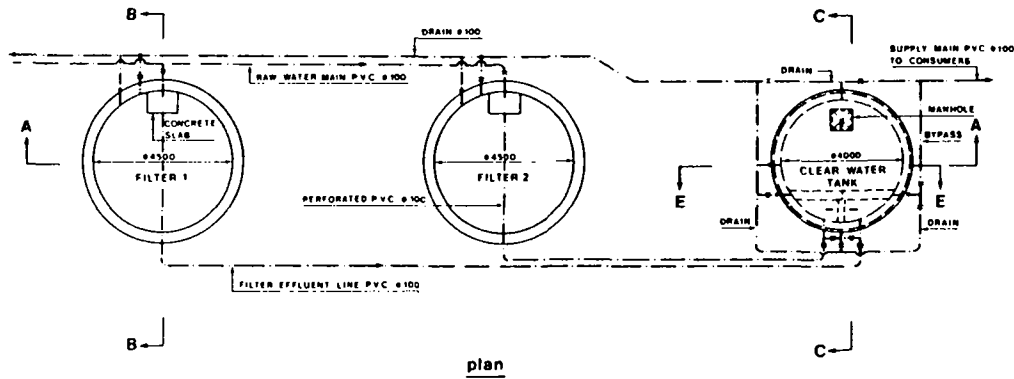 B
C
DRAIN ø100
SUPPLY MAIN PVC ø100
TO CONSUMERS
RAW WATER MAIN PVC ø100
DRAIN
MANHOLE
A
CONCRETE
SLAB
BYPASS
A
ø4500
FILTER 1
ø4500
FILTER 2
ø4000
CLEAR WATER
TANK
E
E
PERFORATED PVC ø100
DRAIN
DRAIN
FILTER EFFLUENT LINE PVC ø100
B
C
plan